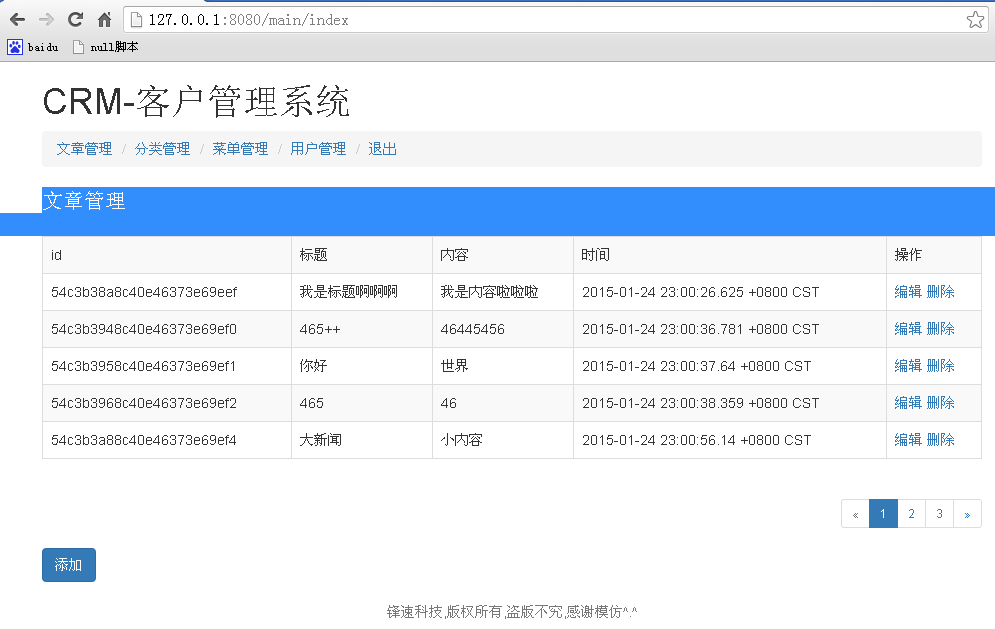 127.0.0.1:8080/main/index
baidu null脚本
CRM-客户管理系统
文章管理 / 分类管理 / 菜单管理 / 用户管理 / 退出
文章管理
id 标题 内容 时间 操作
54c3b38a8c40e46373e69eef 我是标题啊啊啊 我是内容啦啦啦 2015-01-24 23:00:26.625 +0800 CST 编辑 删除
54c3b3948c40e46373e69ef0 465++ 46445456 2015-01-24 23:00:36.781 +0800 CST 编辑 删除
54c3b3958c40e46373e69ef1 你好 世界 2015-01-24 23:00:37.64 +0800 CST 编辑 删除
54c3b3968c40e46373e69ef2 465 46 2015-01-24 23:00:38.359 +0800 CST 编辑 删除
54c3b3a88c40e46373e69ef4 大新闻 小内容 2015-01-24 23:00:56.14 +0800 CST 编辑 删除
« 1 2 3 »
添加
锋速科技,版权所有,盗版不究,感谢模仿^.^